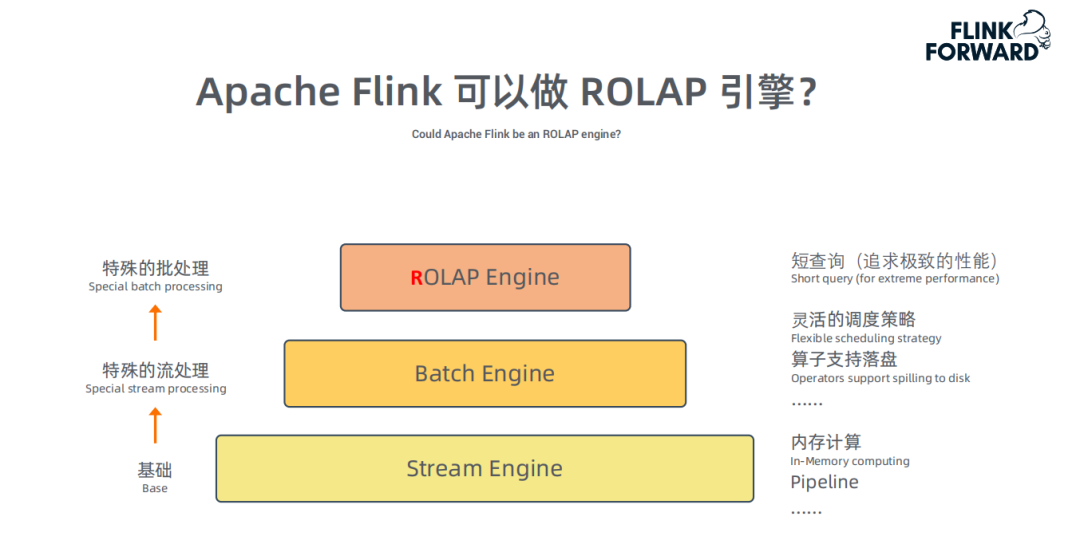 FLINK
FORWARD
Apache Flink 可以做 ROLAP 引擎？
Could Apache Flink be an ROLAP engine?
特殊的批处理
Special batch processing
ROLAP Engine
短查询（追求极致的性能）
Short query (for extreme performance)
特殊的流处理
Special stream processing
Batch Engine
灵活的调度策略
Flexible scheduling strategy
算子支持落盘
Operators support spilling to disk
……
基础
Base
Stream Engine
内存计算
In-Memory computing
Pipeline
……